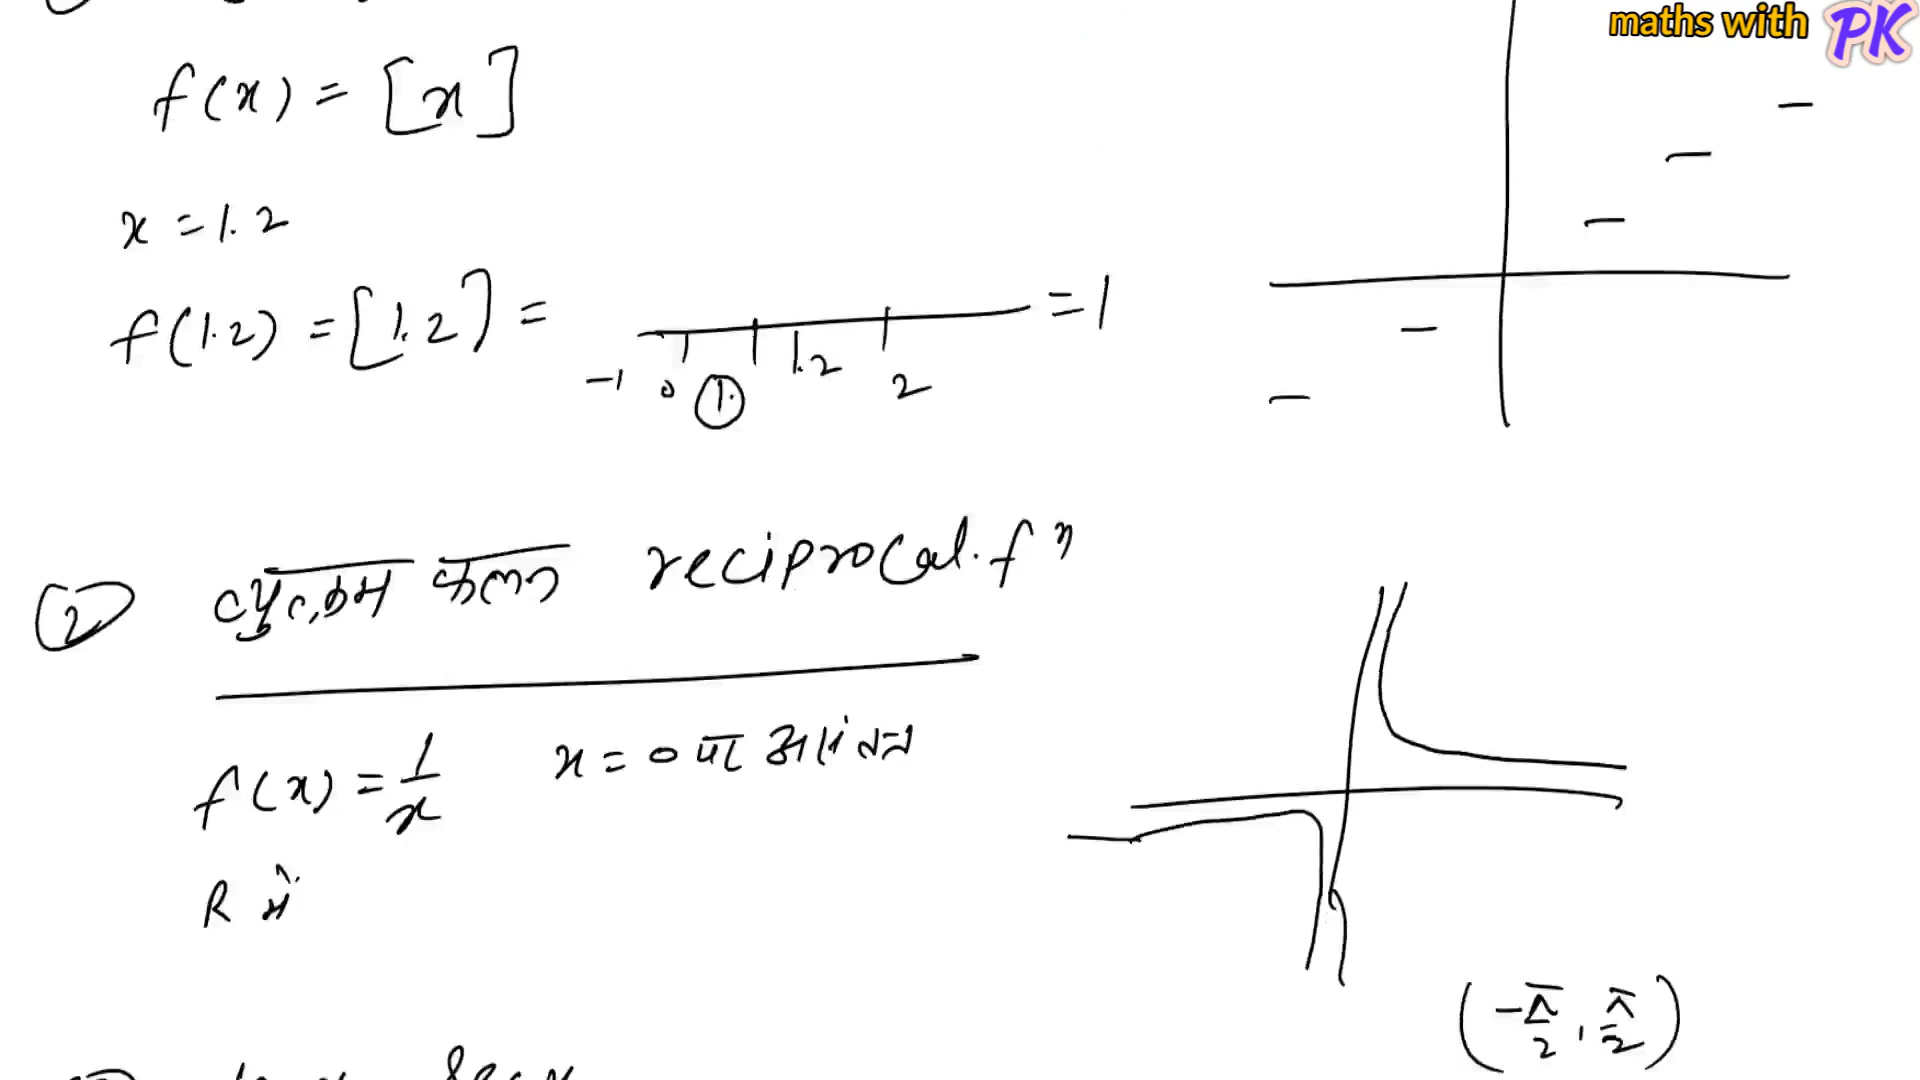 maths with PK
f(x) = [x]
x = 1.2
f(1.2) = [1.2] =
= 1
-1 0 1 1.2 2
2 व्युत्क्रम फलन reciprocal. fn
f(x) = 1/x x = 0 पर असंतत
R में
(-π/2, π/2)